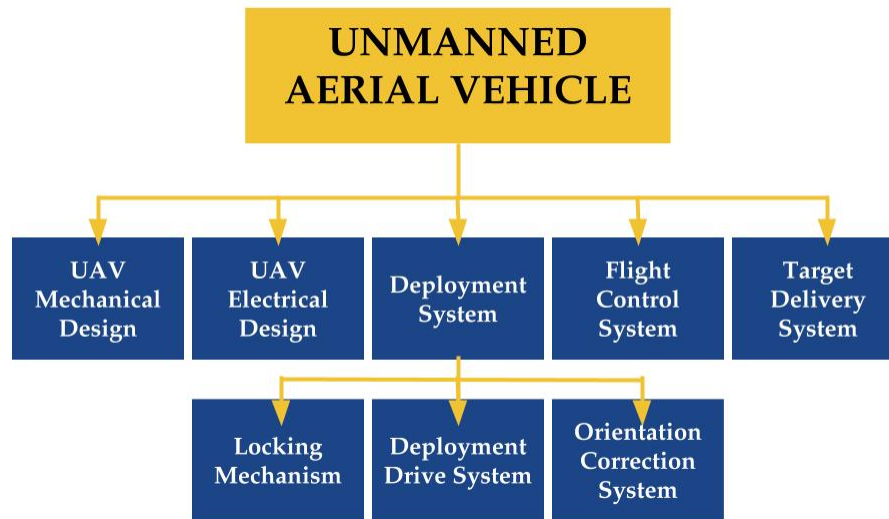 UNMANNED
AERIAL VEHICLE
UAV
Mechanical
Design
UAV
Electrical
Design
Deployment
System
Flight
Control
System
Target
Delivery
System
Locking
Mechanism
Deployment
Drive System
Orientation
Correction
System